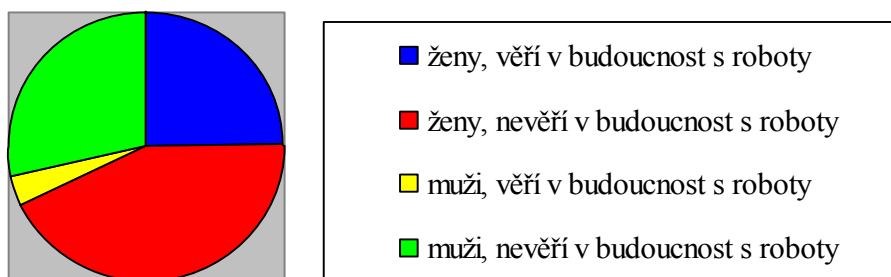 ženy, věří v budoucnost s roboty
ženy, nevěří v budoucnost s roboty
muži, věří v budoucnost s roboty
muži, nevěří v budoucnost s roboty